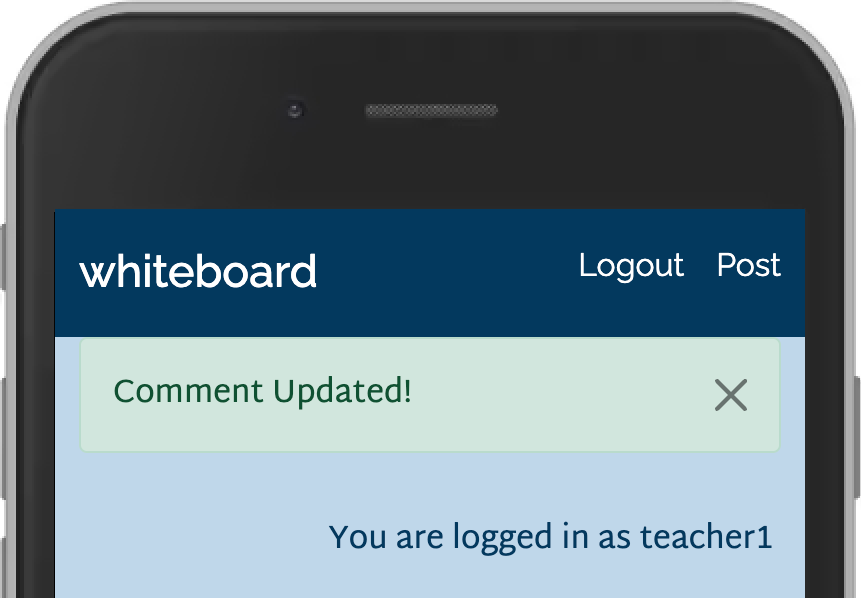 whiteboard Logout Post
Comment Updated!
You are logged in as teacher1